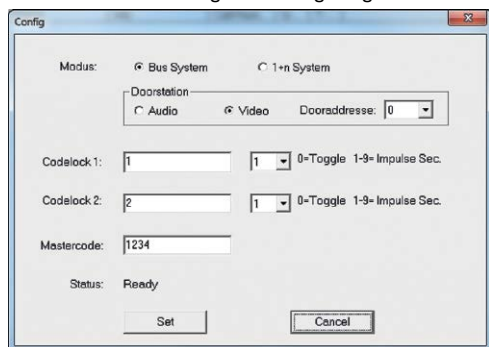 Config
Modus: Bus System 1+n System
Doorstation
Audio Video Dooraddresse: 0
Codelock 1: 1 1 0=Toggle 1-9= Impulse Sec.
Codelock 2: 2 1 0=Toggle 1-9= Impulse Sec.
Mastercode: 1234
Status: Ready
Set Cancel